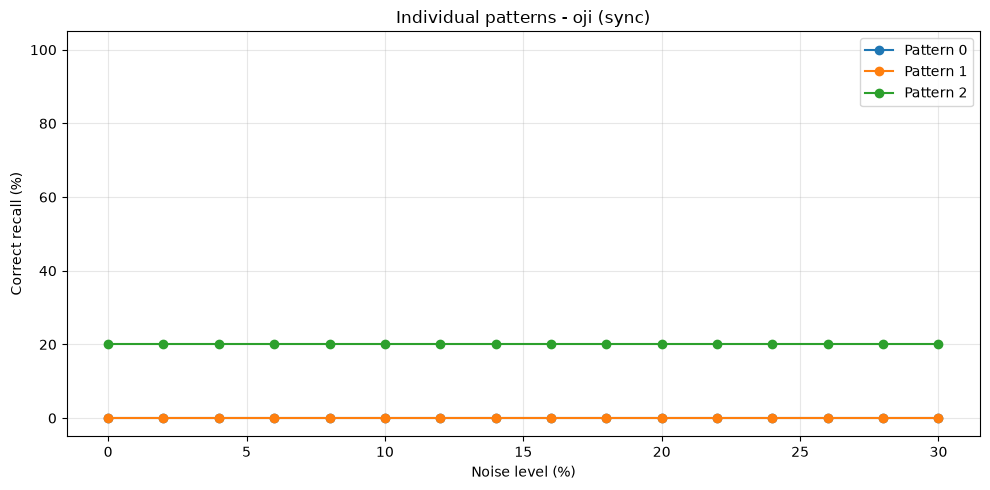 Individual patterns - oji (sync)
Pattern 0
Pattern 1
Pattern 2
100
80
60
40
20
0
Correct recall (%)
0 5 10 15 20 25 30
Noise level (%)